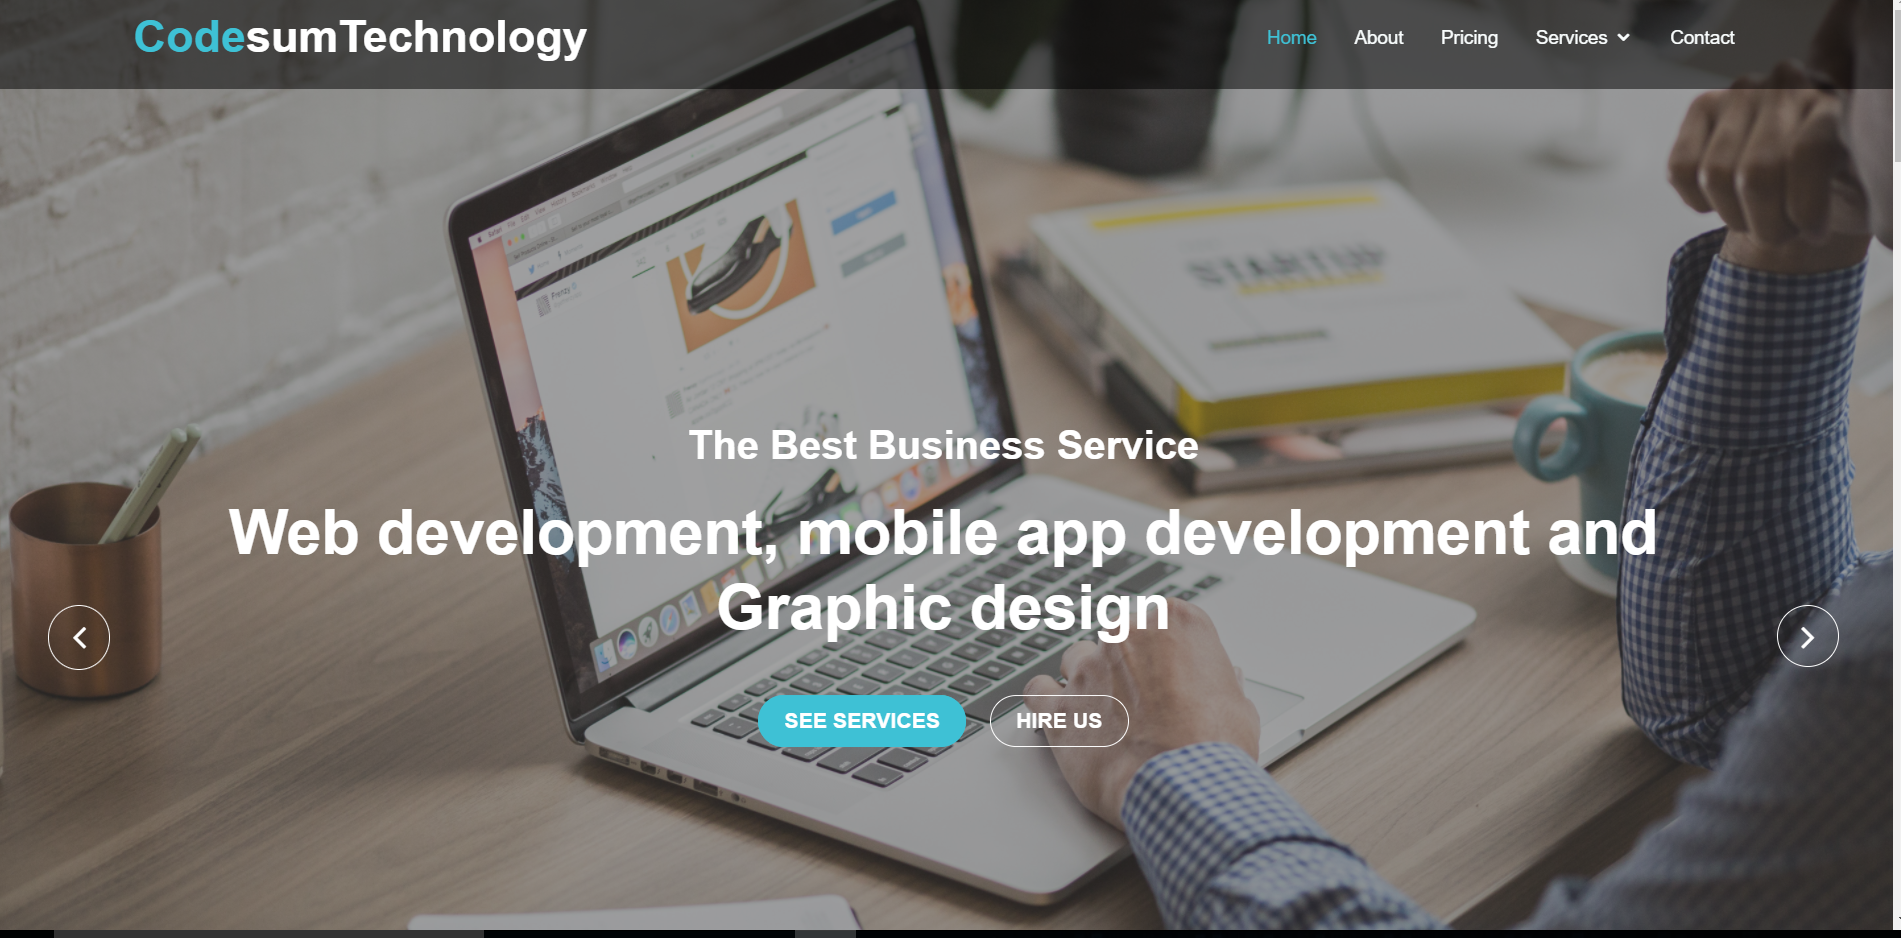 CodesumTechnology
Home About Pricing Services Contact
STARTUP
The Best Business Service
Web development, mobile app development and
Graphic design
SEE SERVICES HIRE US